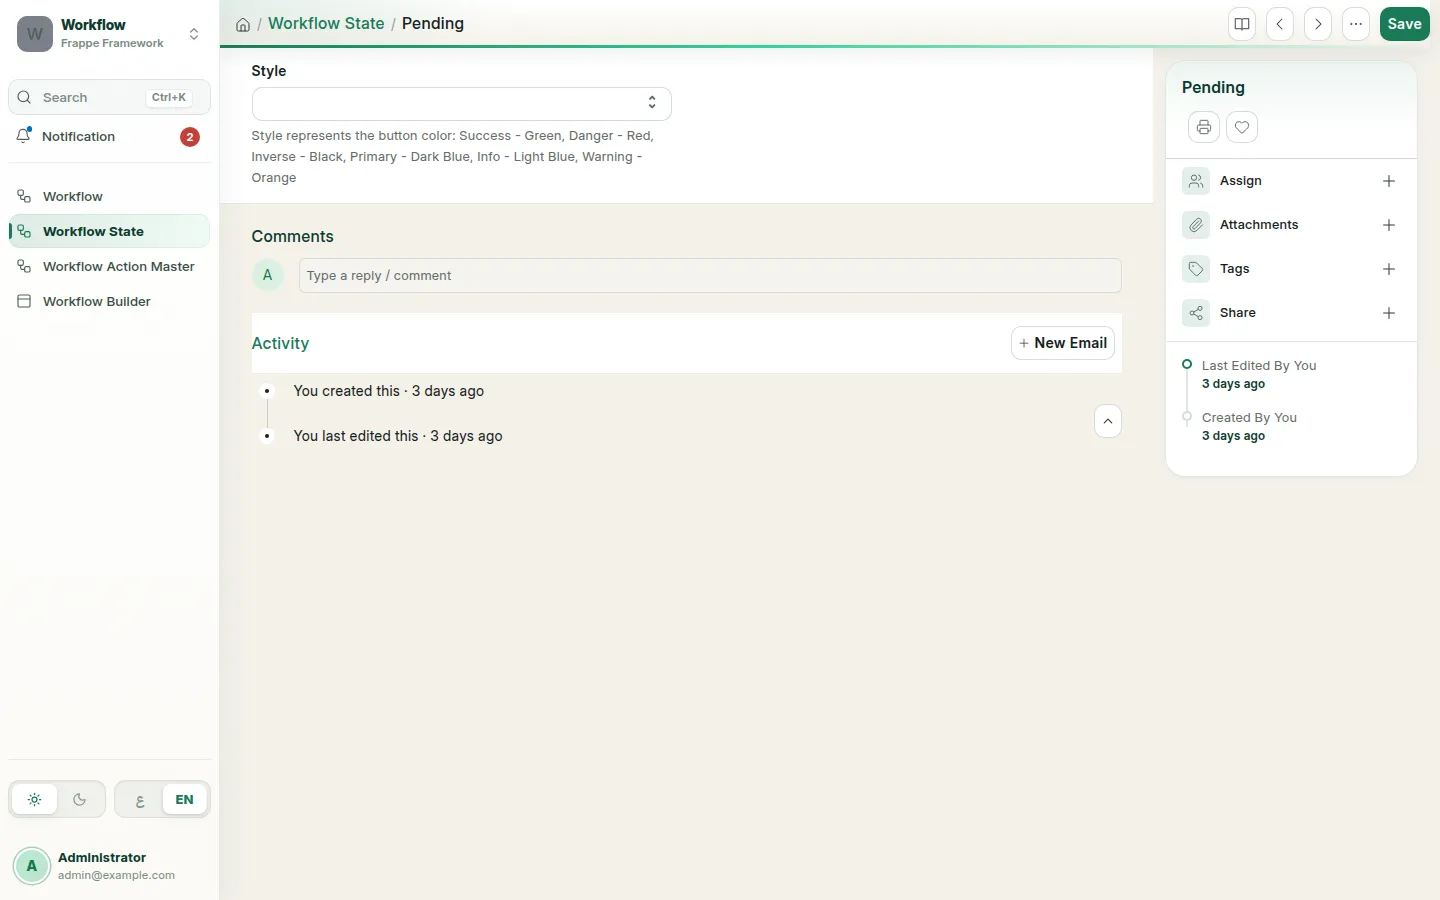 W
Workflow
Frappe Framework
Search
Ctrl+K
Notification
2
Workflow
Workflow State
Workflow Action Master
Workflow Builder
ع
EN
A
Administrator
admin@example.com
/ Workflow State / Pending
Save
Style
Style represents the button color: Success - Green, Danger - Red,
Inverse - Black, Primary - Dark Blue, Info - Light Blue, Warning -
Orange
Comments
A
Type a reply / comment
Activity
+ New Email
You created this · 3 days ago
You last edited this · 3 days ago
Pending
Assign
Attachments
Tags
Share
Last Edited By You
3 days ago
Created By You
3 days ago